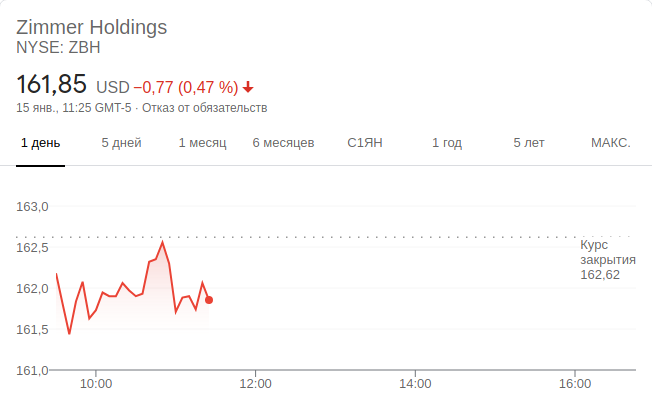 Zimmer Holdings
NYSE: ZBH
161,85 USD −0,77 (0,47 %)
15 янв., 11:25 GMT-5 · Отказ от обязательств
1 день 5 дней 1 месяц 6 месяцев С1ЯН 1 год 5 лет МАКС.
163,0
162,5
Курс
закрытия
162,62
162,0
161,5
161,0
10:00 12:00 14:00 16:00